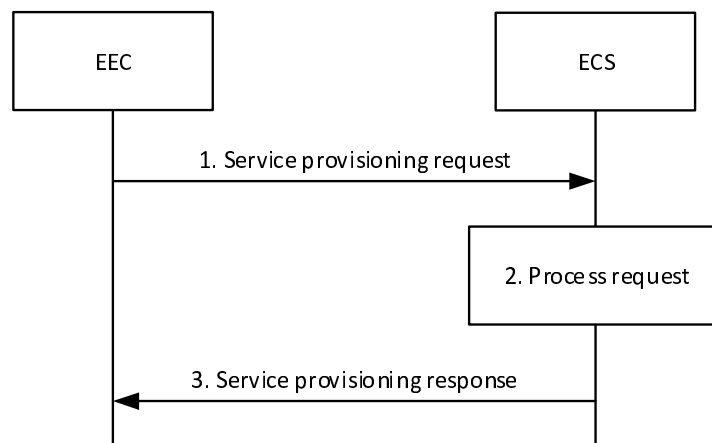 EEC
ECS
1. Service provisioning request
2. Process request
3. Service provisioning response